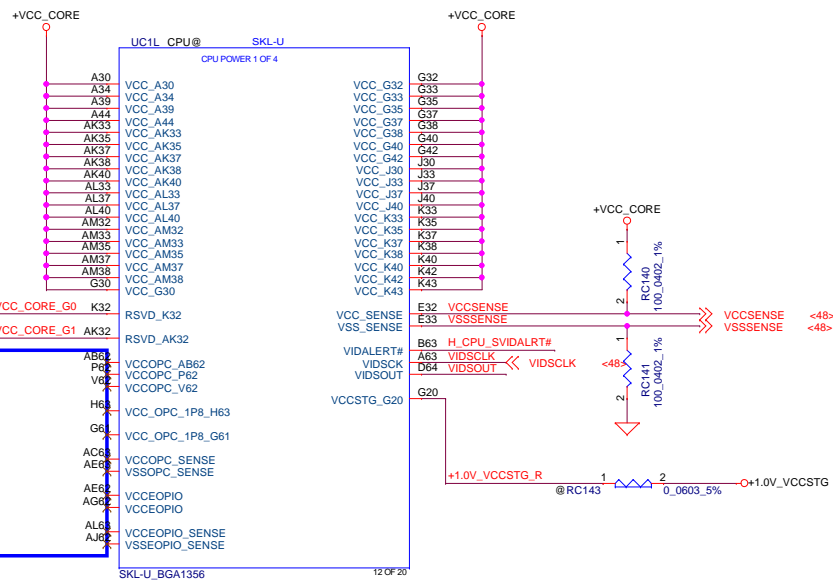 +VCC_CORE
+VCC_CORE
UC1L CPU@ SKL-U
CPU POWER 1 OF 4
A30 VCC_A30
A34 VCC_A34
A39 VCC_A39
A44 VCC_A44
AK33 VCC_AK33
AK35 VCC_AK35
AK37 VCC_AK37
AK38 VCC_AK38
AK40 VCC_AK40
AL33 VCC_AL33
AL37 VCC_AL37
AL40 VCC_AL40
AM32 VCC_AM32
AM33 VCC_AM33
AM35 VCC_AM35
AM37 VCC_AM37
AM38 VCC_AM38
G30 VCC_G30
VCC_CORE_G0 K32 RSVD_K32
VCC_CORE_G1 AK32 RSVD_AK32
AB62 VCCOPC_AB62
P62 VCCOPC_P62
V62 VCCOPC_V62
H63 VCC_OPC_1P8_H63
G61 VCC_OPC_1P8_G61
AC63 VCCOPC_SENSE
AE63 VSSOPC_SENSE
AE62 VCCEOPIO
AG62 VCCEOPIO
AL63 VCCEOPIO_SENSE
AJ62 VSSEOPIO_SENSE
VCC_G32 G32
VCC_G33 G33
VCC_G35 G35
VCC_G37 G37
VCC_G38 G38
VCC_G40 G40
VCC_G42 G42
VCC_J30 J30
VCC_J33 J33
VCC_J37 J37
VCC_J40 J40
VCC_K33 K33
VCC_K35 K35
VCC_K37 K37
VCC_K38 K38
VCC_K40 K40
VCC_K42 K42
VCC_K43 K43
VCC_SENSE E32 VCCSENSE
VSS_SENSE E33 VSSSENSE
VIDALERT# B63 H_CPU_SVIDALRT#
VIDSCK A63 VIDSCLK VIDSCLK <48>
VIDSOUT D64 VIDSOUT
VCCSTG_G20 G20
+VCC_CORE
1
2
RC140
100_0402_1%
VCCSENSE <48>
VSSSENSE <48>
1
2
RC141
100_0402_1%
+1.0V_VCCSTG_R 1 2 +1.0V_VCCSTG
@ RC143 0_0603_5%
SKL-U_BGA1356 12 OF 20